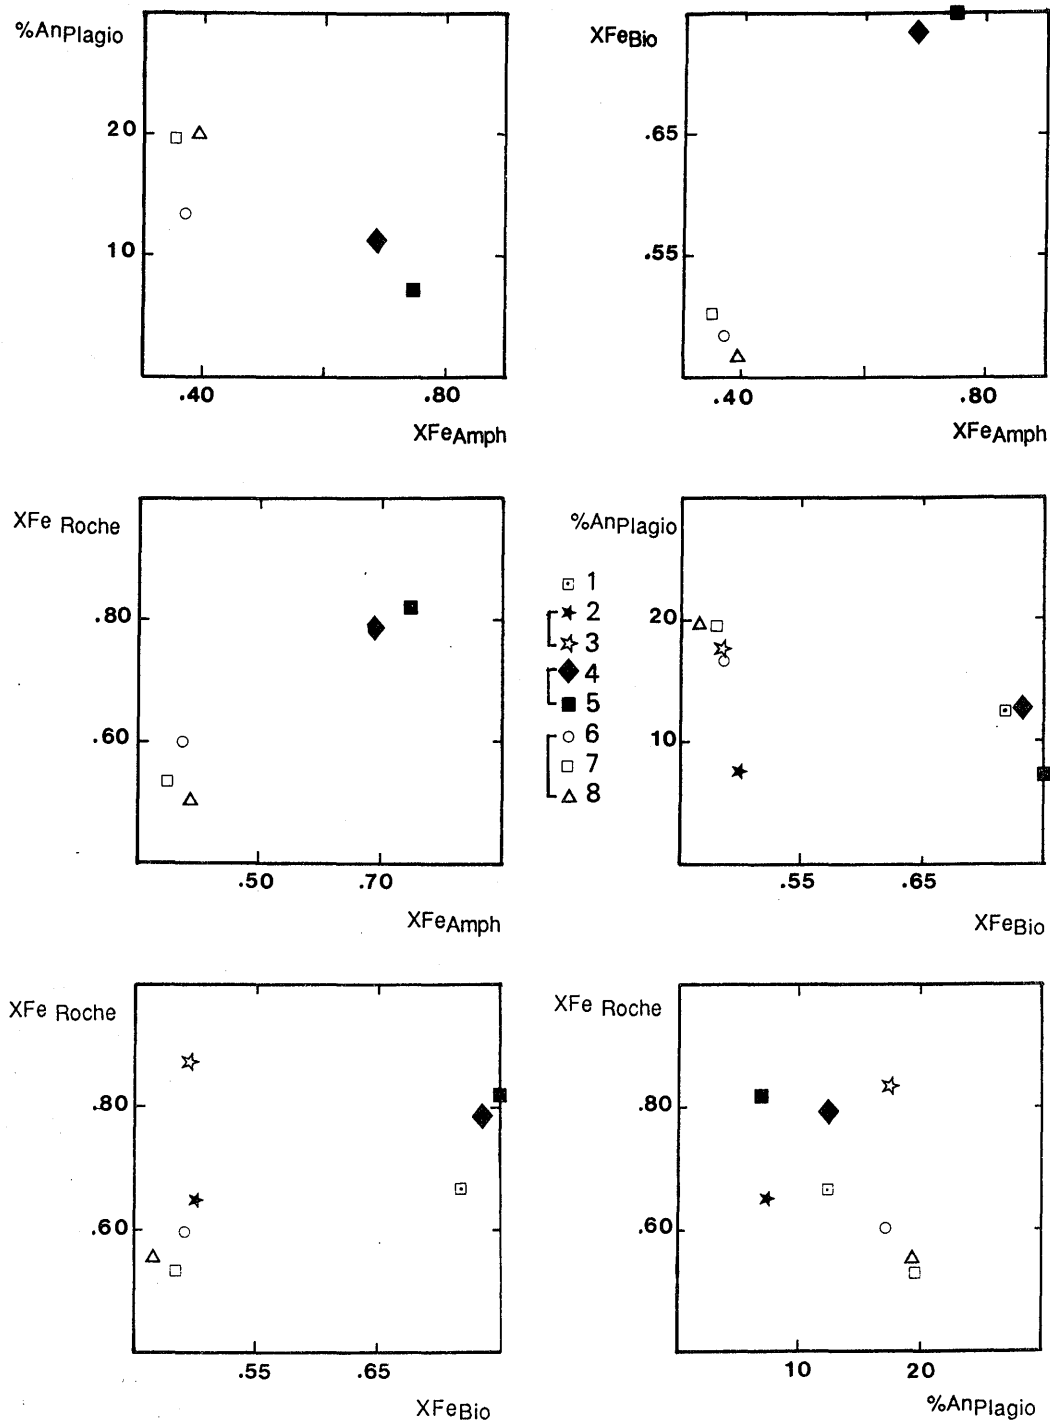 %AnPlagio
20
10
.40 .80
XFeAmph
XFeBio
.65
.55
.40 .80
XFeAmph
XFe Roche
.80
.60
.50 .70
XFeAmph
1
2
3
4
5
6
7
8
%AnPlagio
20
10
.55 .65
XFeBio
XFe Roche
.80
.60
.55 .65
XFeBio
XFe Roche
.80
.60
10 20
%AnPlagio